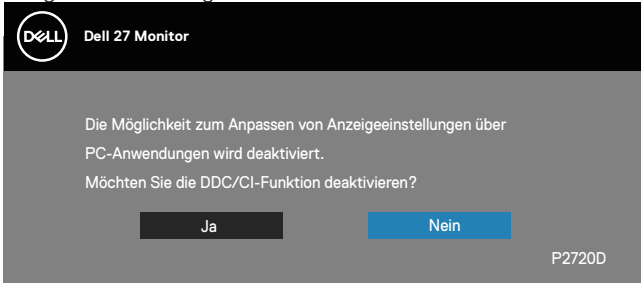 DELL
Dell 27 Monitor
Die Möglichkeit zum Anpassen von Anzeigeeinstellungen über
PC-Anwendungen wird deaktiviert.
Möchten Sie die DDC/CI-Funktion deaktivieren?
Ja
Nein
P2720D